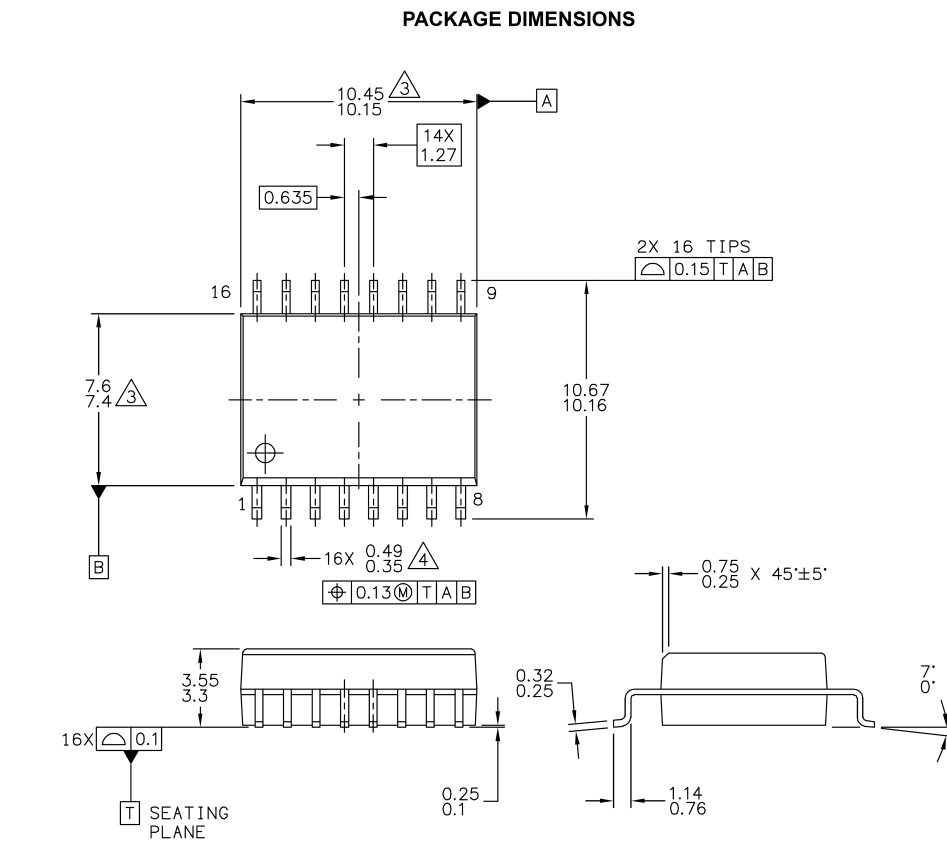 PACKAGE DIMENSIONS
10.45 3
10.15
A
14X
1.27
0.635
2X 16 TIPS
0.15 T A B
16
9
7.6
7.4 3
10.67
10.16
1
8
B
16X 0.49 4
0.35
0.13 M T A B
0.75
0.25 X 45°±5°
3.55
3.3
0.32
0.25
7°
0°
16X 0.1
0.25
0.1
1.14
0.76
T SEATING
PLANE